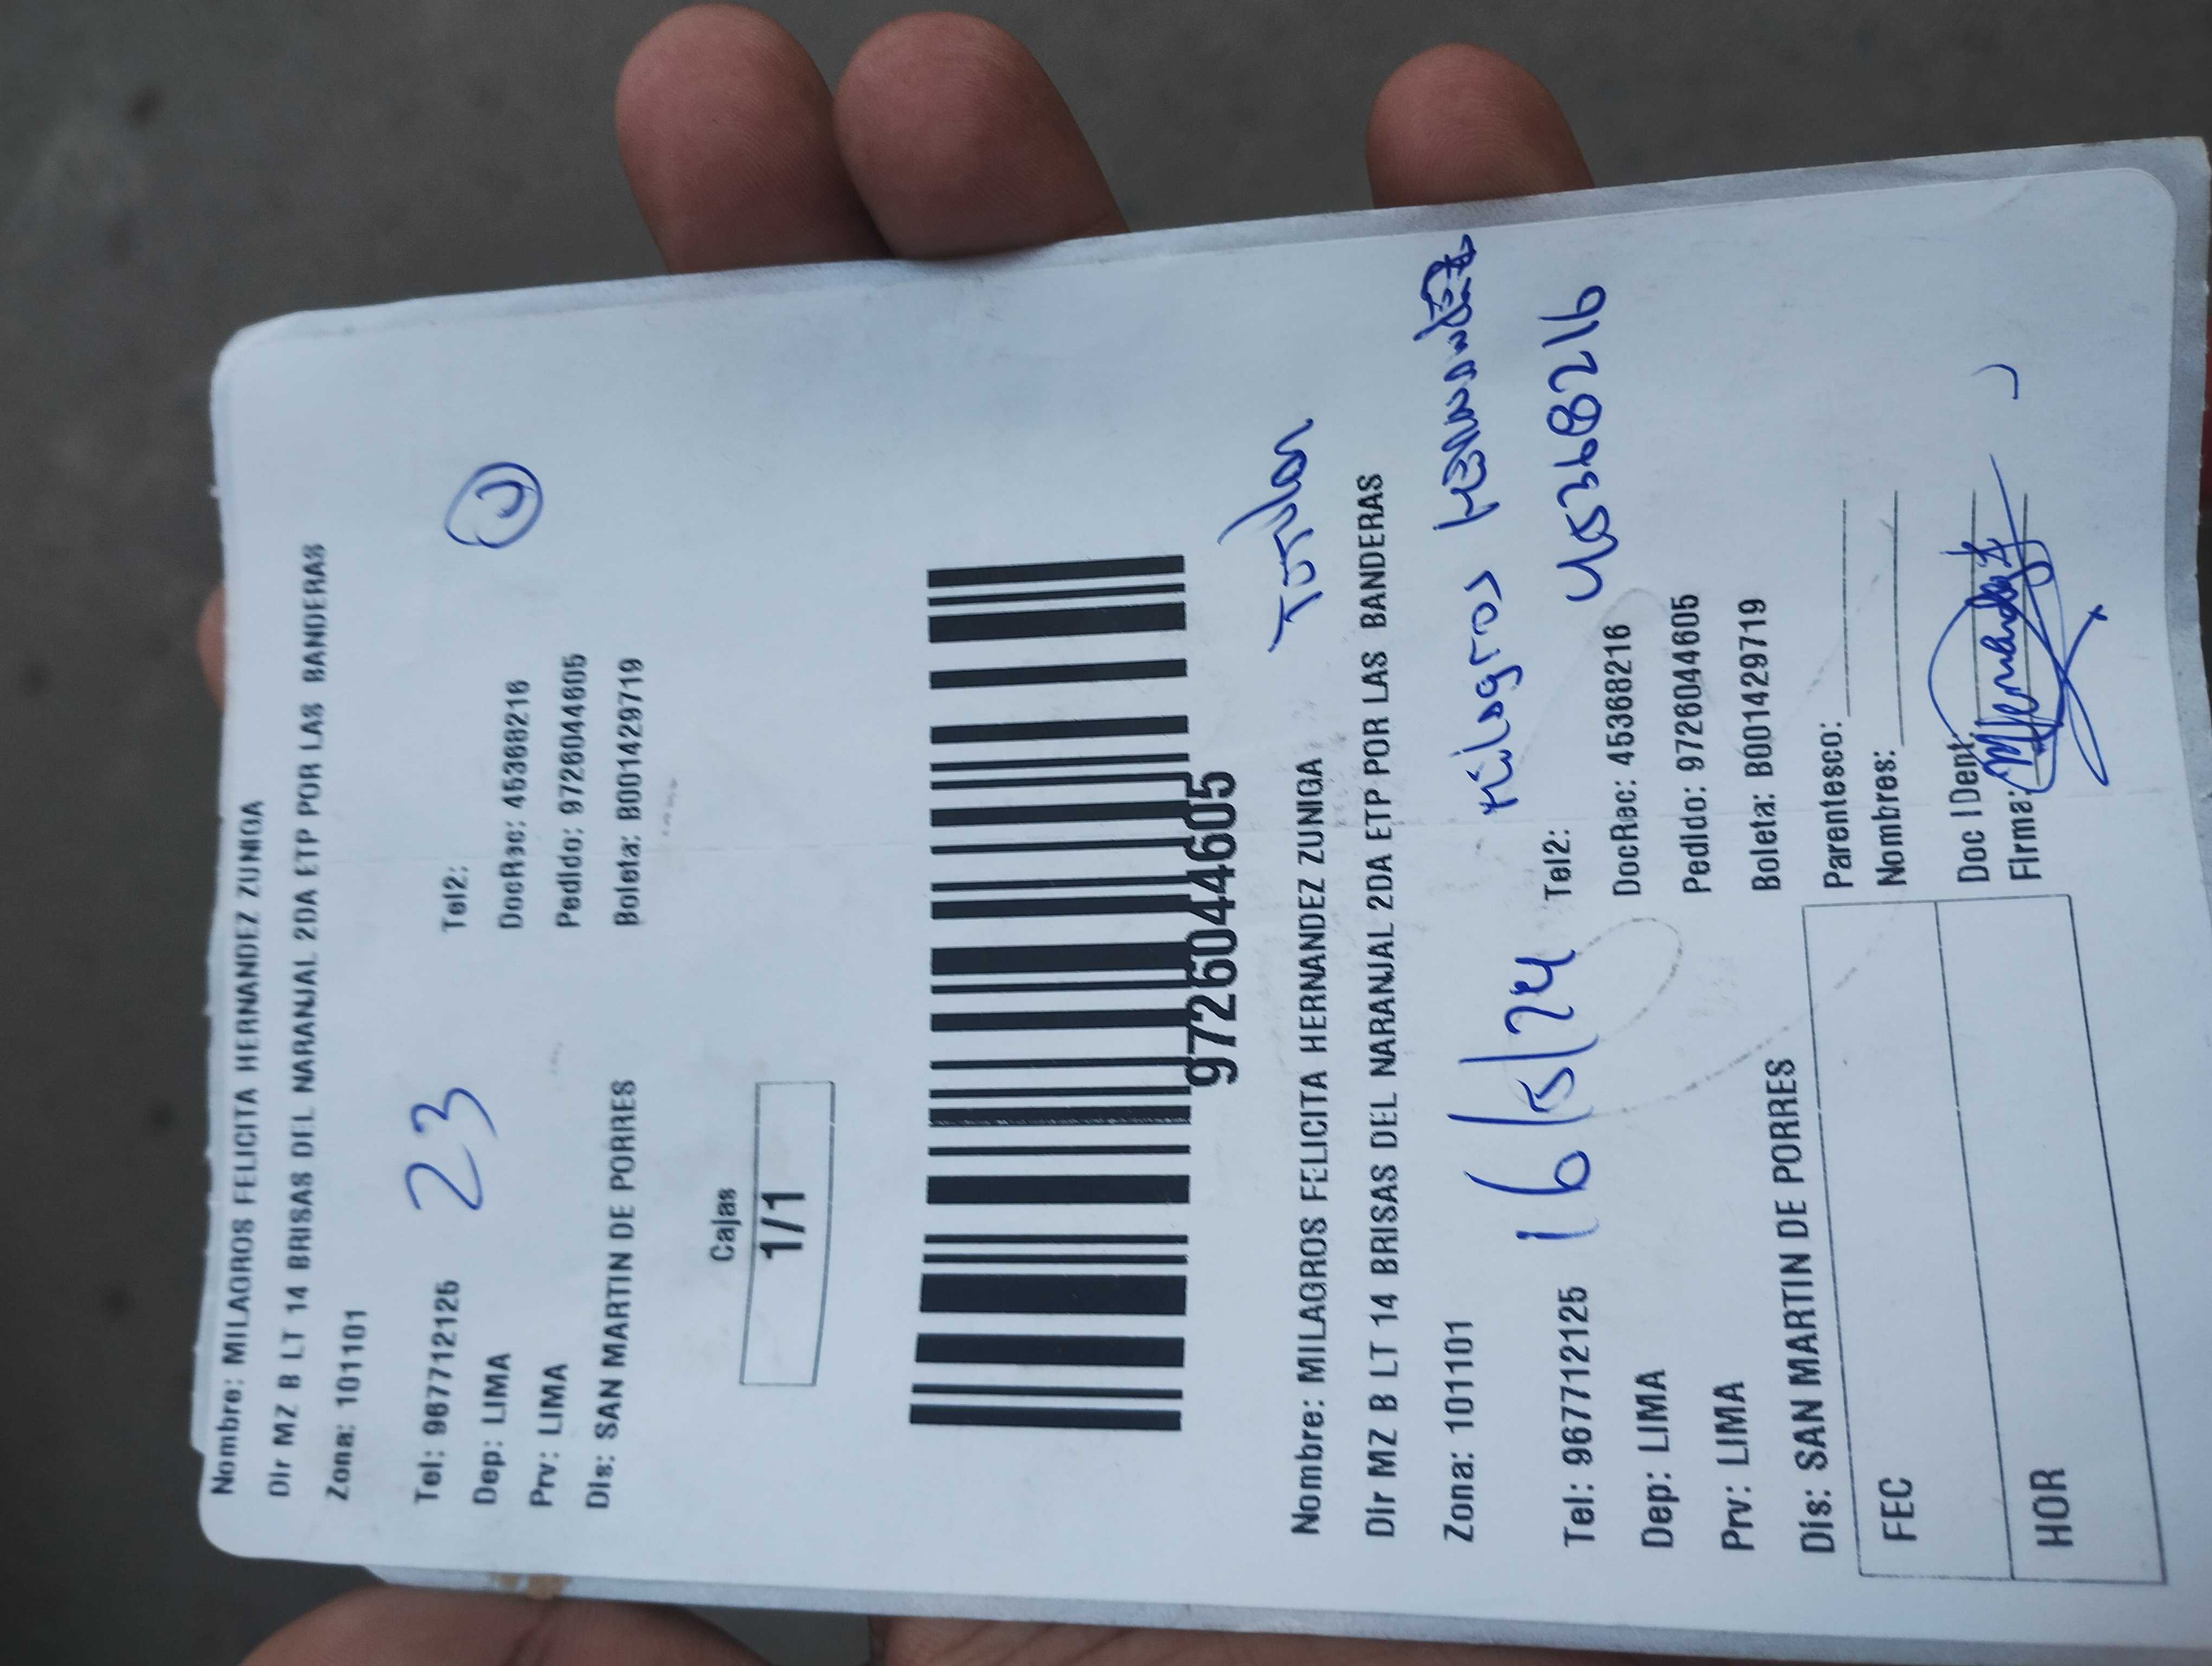 Nombre: MILAGROS FELICITA HERNANDEZ ZUNIGA
Dir MZ B LT 14 BRISAS DEL NARANJAL 2DA ETP POR LAS BANDERAS
Zona: 101101
Tel: 967712125 23 Tel2:
Dep: LIMA DocRec: 45368216
Prv: LIMA Pedido: 9726044605
Dis: SAN MARTIN DE PORRES Boleta: B001429719
Cajas
1/1
9726044605
Titular
Nombre: MILAGROS FELICITA HERNANDEZ ZUNIGA
Dir MZ B LT 14 BRISAS DEL NARANJAL 2DA ETP POR LAS BANDERAS
Zona: 101101
Milagros Hernandez
16/5/24
45368216
Tel: 967712125 Tel2:
Dep: LIMA DocRec: 45368216
Prv: LIMA Pedido: 9726044605
Dis: SAN MARTIN DE PORRES Boleta: B001429719
FEC Parentesco:
Nombres:
HOR Doc IDent:
Firma: MHernandez